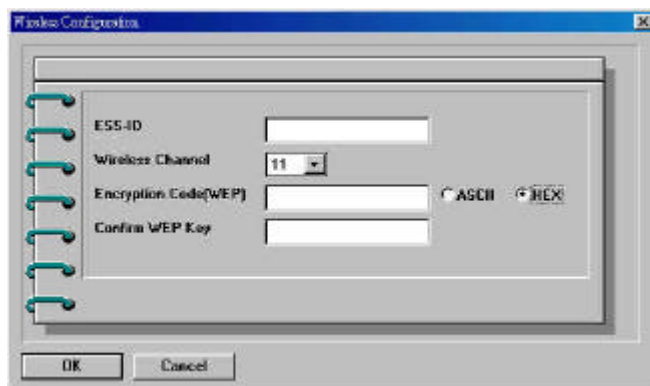 Wireless Configuration
ESS-ID
Wireless Channel 11
Encryption Code(WEP) ASCII HEX
Confirm WEP Key
OK Cancel